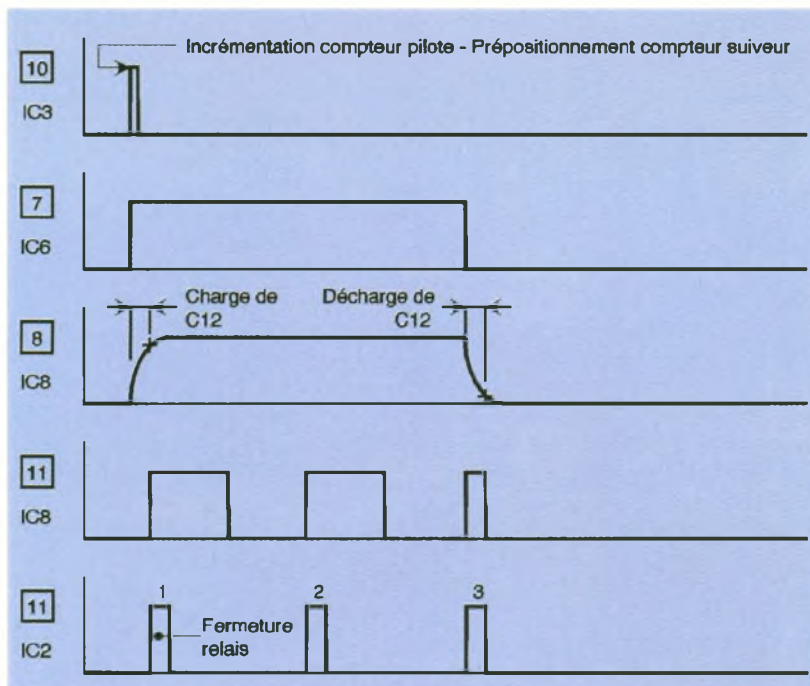 Incrémentation compteur pilote - Prépositionnement compteur suiveur
10
IC3
7
IC6
Charge de
C12
Décharge de
C12
8
IC8
11
IC8
1
2
3
11
Fermeture
relais
IC2